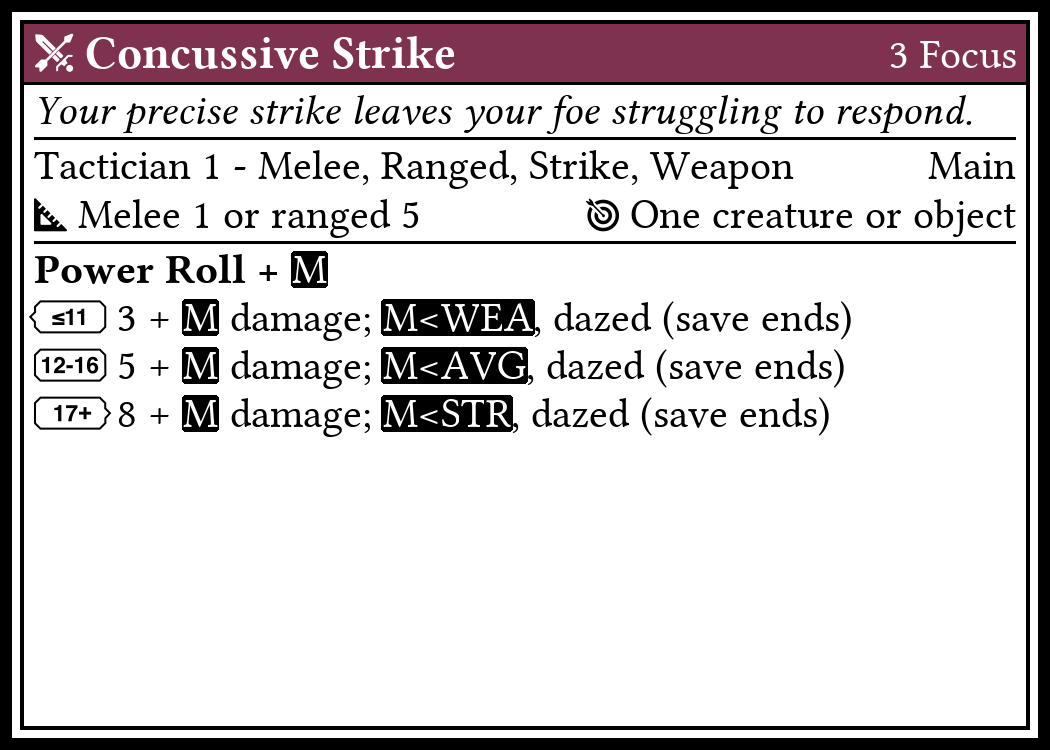 Concussive Strike 3 Focus
Your precise strike leaves your foe struggling to respond.
Tactician 1 - Melee, Ranged, Strike, Weapon Main
Melee 1 or ranged 5 One creature or object
Power Roll + M
≤11 3 + M damage; M<WEA, dazed (save ends)
12-16 5 + M damage; M<AVG, dazed (save ends)
17+ 8 + M damage; M<STR, dazed (save ends)